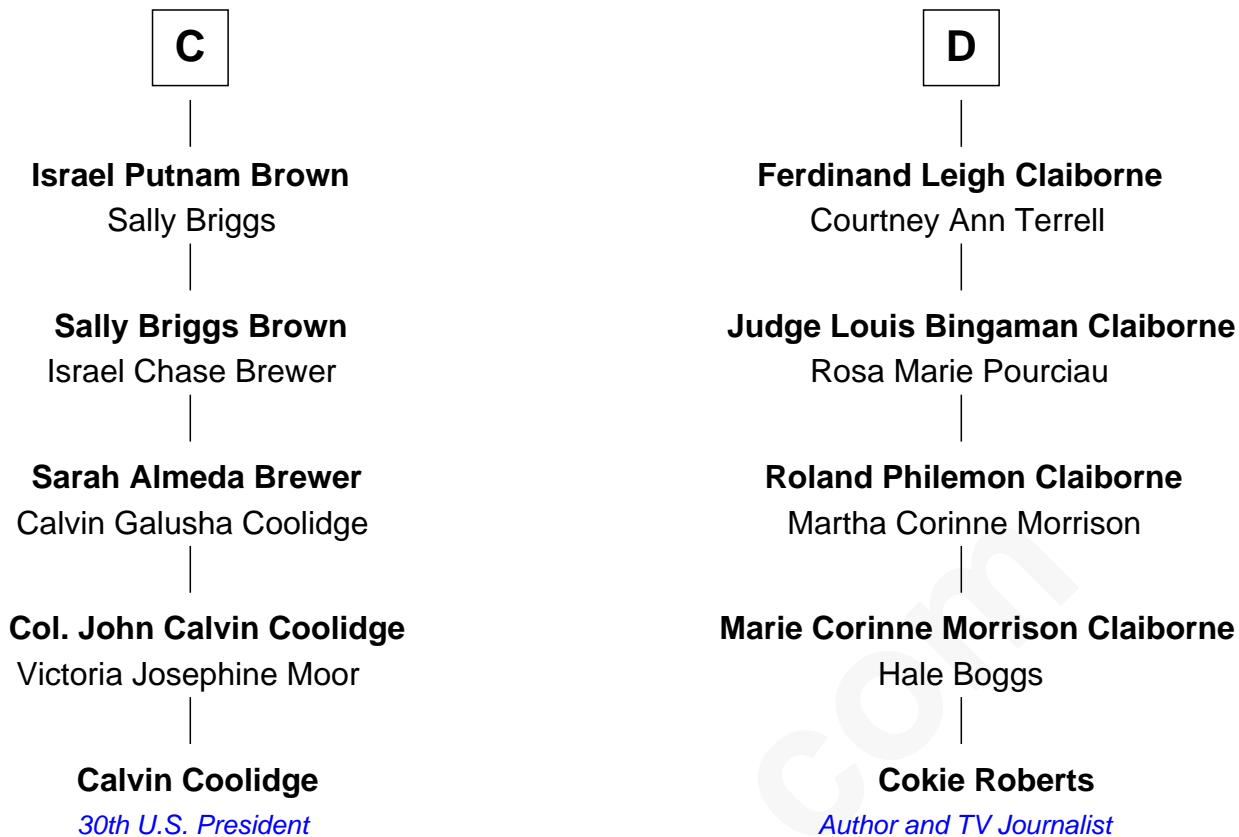 C
Israel Putnam Brown
Sally Briggs
Sally Briggs Brown
Israel Chase Brewer
Sarah Almeda Brewer
Calvin Galusha Coolidge
Col. John Calvin Coolidge
Victoria Josephine Moor
Calvin Coolidge
30th U.S. President
D
Ferdinand Leigh Claiborne
Courtney Ann Terrell
Judge Louis Bingaman Claiborne
Rosa Marie Pourciau
Roland Philemon Claiborne
Martha Corinne Morrison
Marie Corinne Morrison Claiborne
Hale Boggs
Cokie Roberts
Author and TV Journalist
com